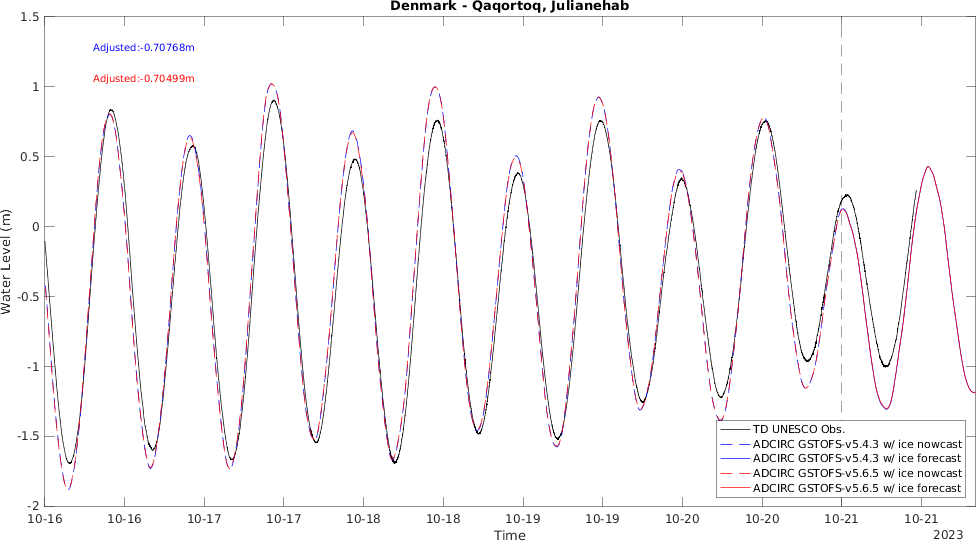 Denmark - Qaqortoq, Julianehab
1.5
Adjusted:-0.70768m
Adjusted:-0.70499m
1
0.5
0
-0.5
-1
-1.5
-2
Water Level (m)
TD UNESCO Obs.
ADCIRC GSTOFS-v5.4.3 w/ ice nowcast
ADCIRC GSTOFS-v5.4.3 w/ ice forecast
ADCIRC GSTOFS-v5.6.5 w/ ice nowcast
ADCIRC GSTOFS-v5.6.5 w/ ice forecast
10-16 10-16 10-17 10-17 10-18 10-18 10-19 10-19 10-20 10-20 10-21 10-21
Time
2023